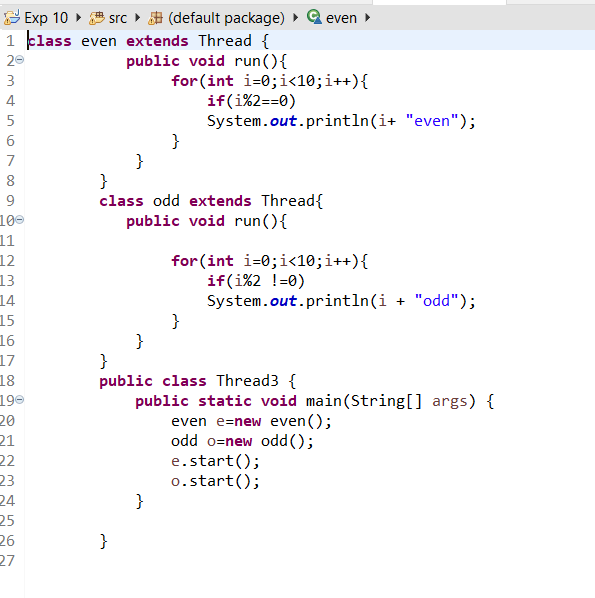 Exp 10 src (default package) even
1 class even extends Thread {
2 public void run(){
3 for(int i=0;i<10;i++){
4 if(i%2==0)
5 System.out.println(i+ "even");
6 }
7 }
8 }
9 class odd extends Thread{
10 public void run(){
11
12 for(int i=0;i<10;i++){
13 if(i%2 !=0)
14 System.out.println(i + "odd");
15 }
16 }
17 }
18 public class Thread3 {
19 public static void main(String[] args) {
20 even e=new even();
21 odd o=new odd();
22 e.start();
23 o.start();
24 }
25
26 }
27